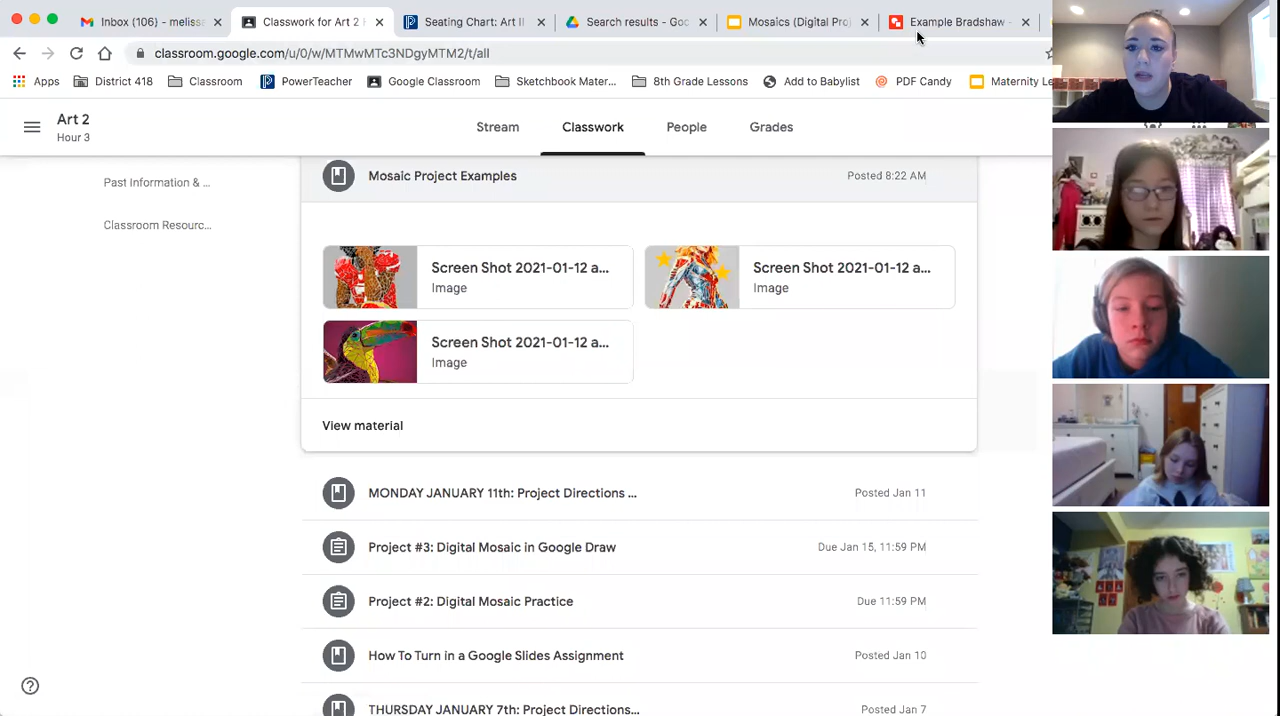 Inbox (106) - meliss
Classwork for Art 2 H
Seating Chart: Art II
Search results - Goo
Mosaics (Digital Proj
Example Bradshaw -
classroom.google.com/u/0/w/MTMwMTc3NDgyMTM2/t/all
Apps
District 418
Classroom
PowerTeacher
Google Classroom
Sketchbook Mater...
8th Grade Lessons
Add to Babylist
PDF Candy
Maternity Le
Art 2
Hour 3
Stream
Classwork
People
Grades
Past Information & ...
Classroom Resourc...
Mosaic Project Examples
Posted 8:22 AM
Screen Shot 2021-01-12 a...
Image
Screen Shot 2021-01-12 a...
Image
Screen Shot 2021-01-12 a...
Image
View material
MONDAY JANUARY 11th: Project Directions ...
Posted Jan 11
Project #3: Digital Mosaic in Google Draw
Due Jan 15, 11:59 PM
Project #2: Digital Mosaic Practice
Due 11:59 PM
How To Turn in a Google Slides Assignment
Posted Jan 10
THURSDAY JANUARY 7th: Project Directions...
Posted Jan 7